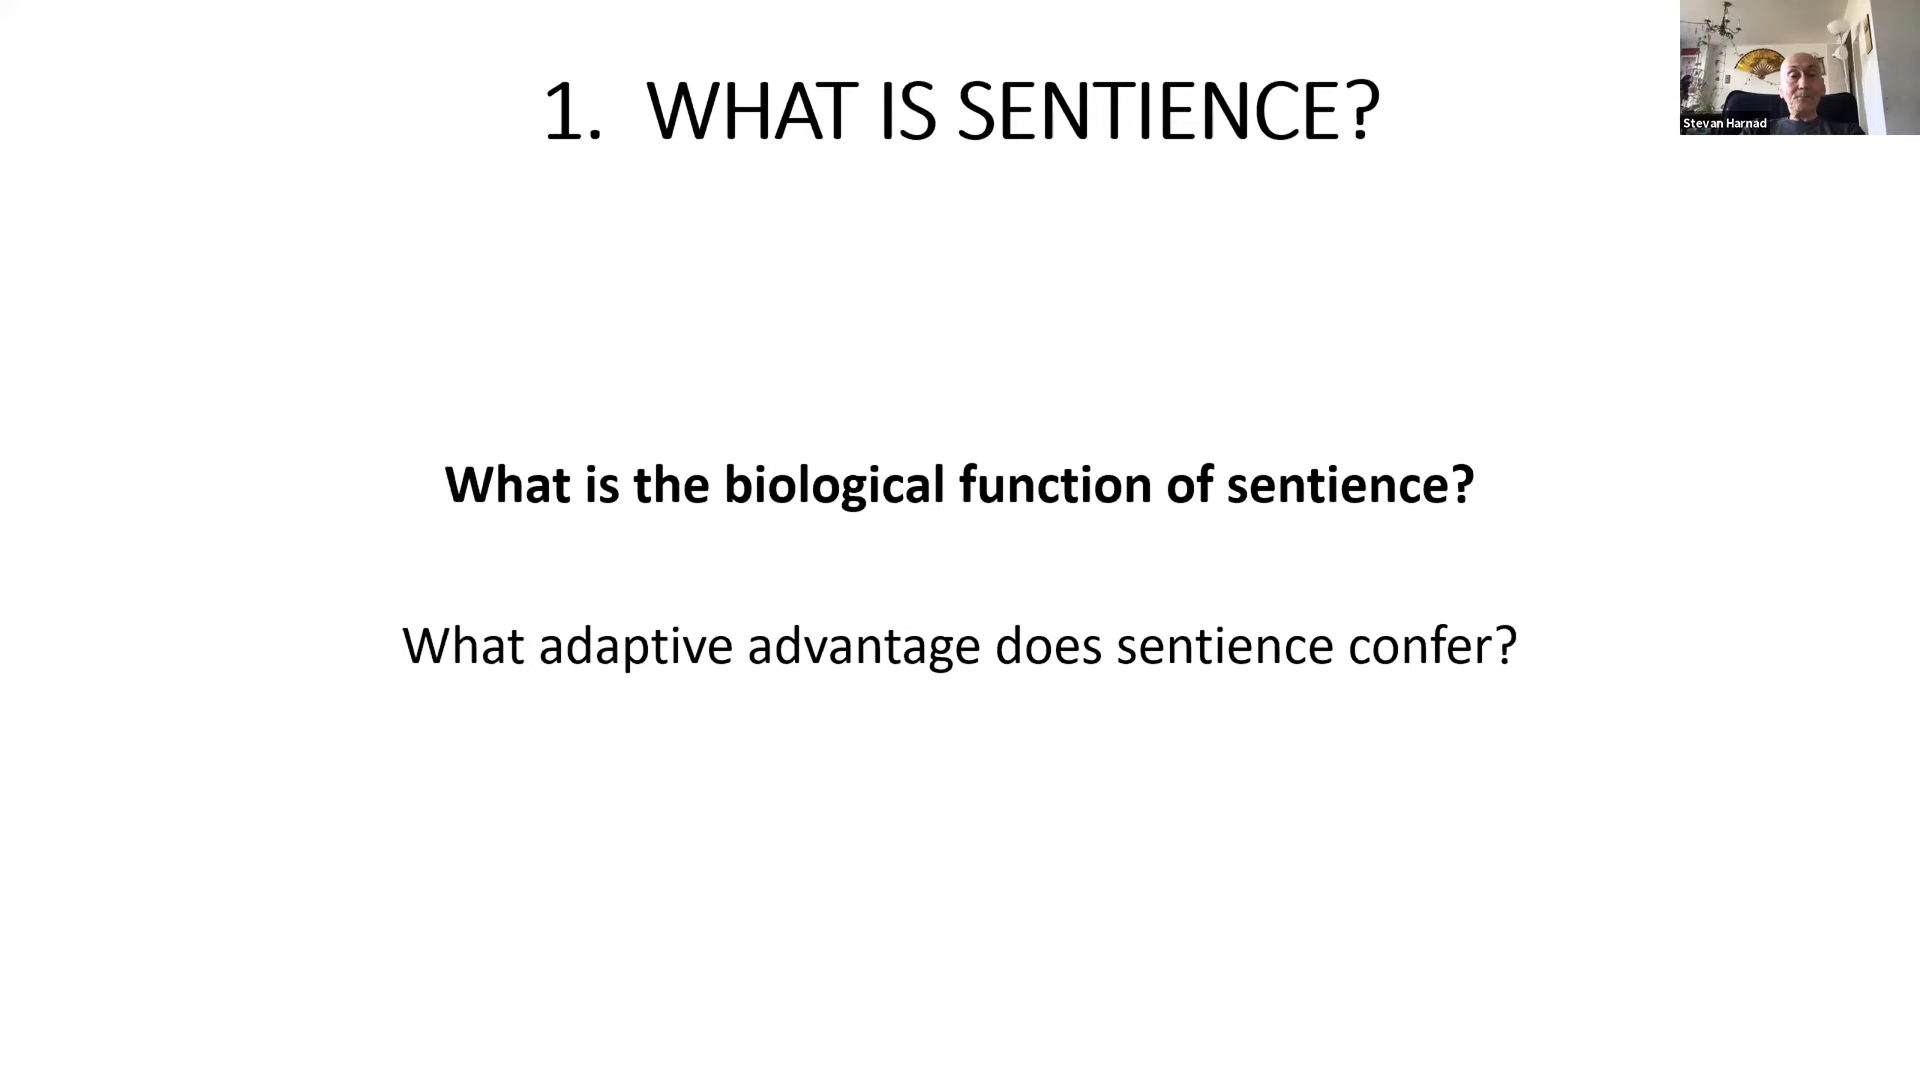 1. WHAT IS SENTIENCE?
Stevan Harnad
What is the biological function of sentience?
What adaptive advantage does sentience confer?